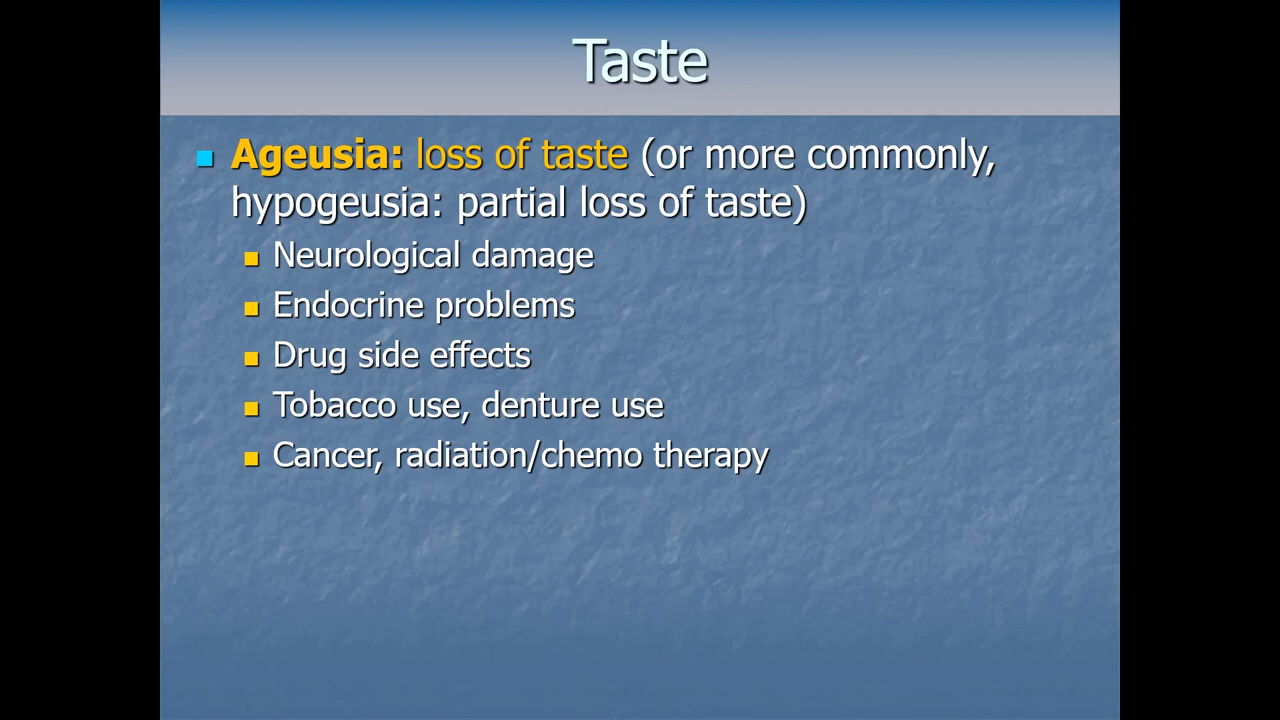 Taste
Ageusia: loss of taste (or more commonly,
hypogeusia: partial loss of taste)
Neurological damage
Endocrine problems
Drug side effects
Tobacco use, denture use
Cancer, radiation/chemo therapy